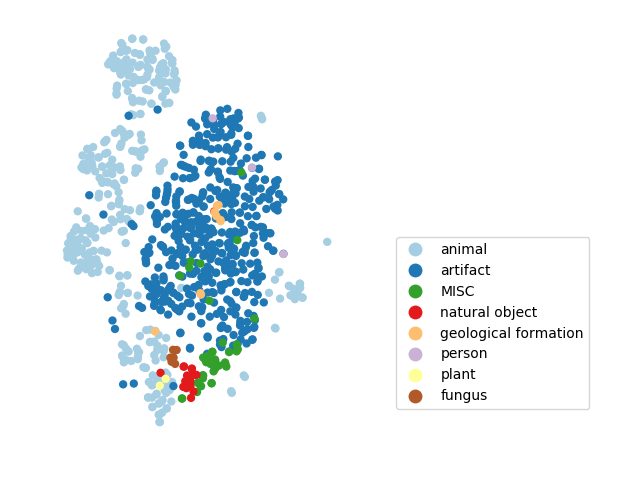 animal
artifact
MISC
natural object
geological formation
person
plant
fungus